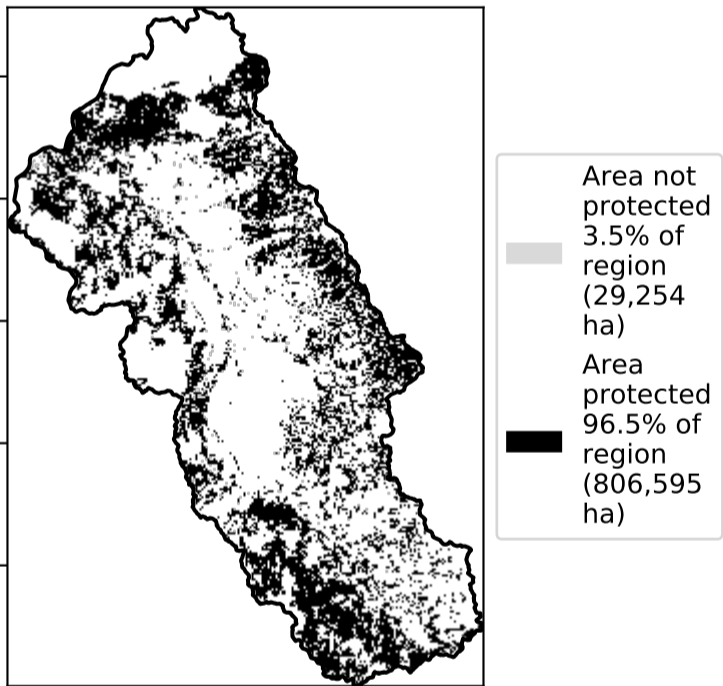 Area not
protected
3.5% of
region
(29,254
ha)
Area
protected
96.5% of
region
(806,595
ha)